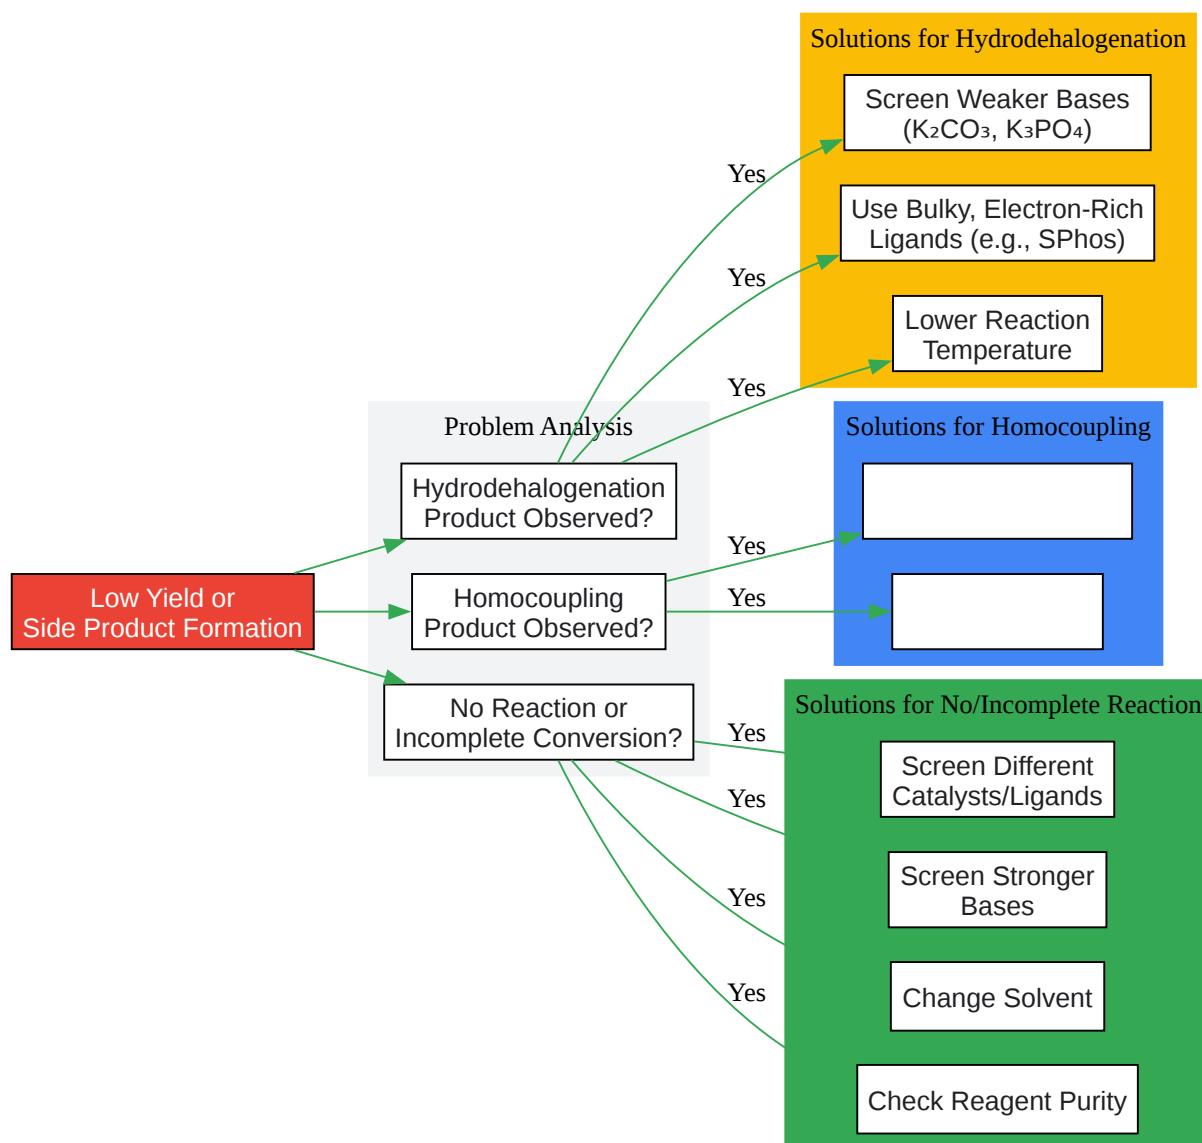 Low Yield or
Side Product Formation
Problem Analysis
Hydrodehalogenation
Product Observed?
Homocoupling
Product Observed?
No Reaction or
Incomplete Conversion?
Yes
Yes
Yes
Yes
Yes
Yes
Yes
Yes
Yes
Solutions for Hydrodehalogenation
Screen Weaker Bases
(K₂CO₃, K₃PO₄)
Use Bulky, Electron-Rich
Ligands (e.g., SPhos)
Lower Reaction
Temperature
Solutions for Homocoupling
Solutions for No/Incomplete Reaction
Screen Different
Catalysts/Ligands
Screen Stronger
Bases
Change Solvent
Check Reagent Purity